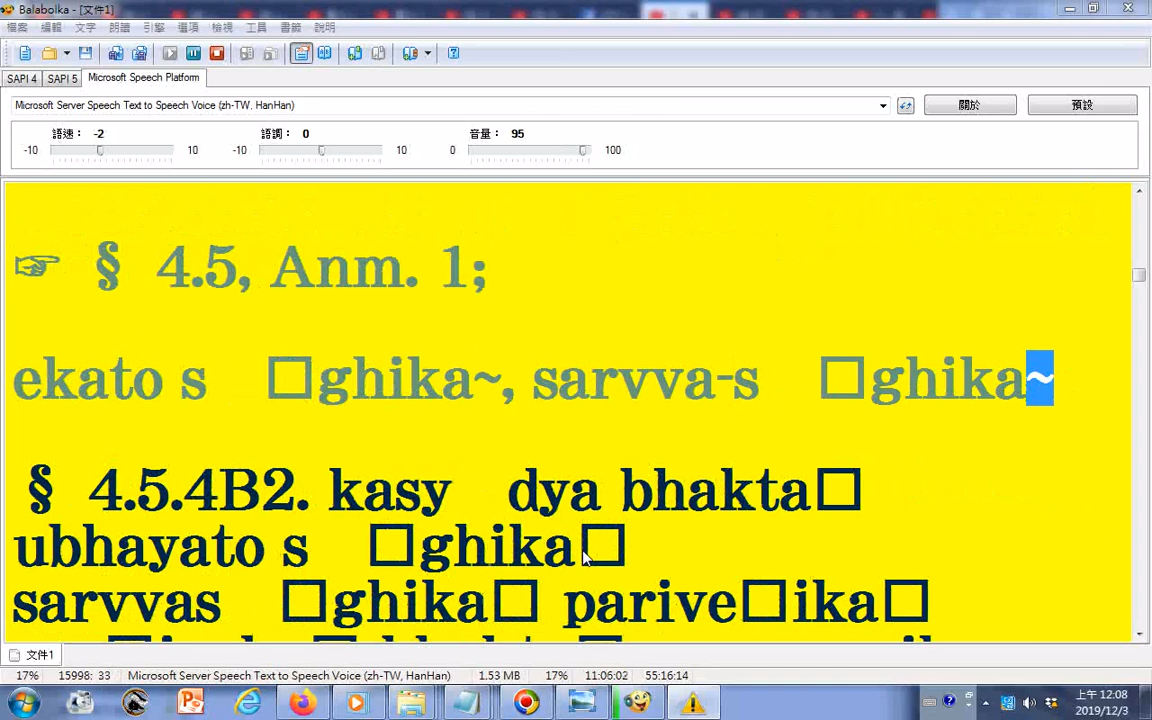 Balabolka - [文件1]
檔案 編輯 文字 朗讀 引擎 選項 檢視 工具 書籤 說明
SAPI 4 SAPI 5 Microsoft Speech Platform
Microsoft Server Speech Text to Speech Voice (zh-TW, HanHan) 關於 預設
語速: -2 語調: 0 音量: 95
-10 10 -10 10 0 100
☞ § 4.5, Anm. 1;
ekato s □ghika~, sarvva-s □ghika~
§ 4.5.4B2. kasy dya bhakta□
ubhayato s □ghika□
sarvvas □ghika□ parive□ika□
文件1
17% 15998: 33 Microsoft Server Speech Text to Speech Voice (zh-TW, HanHan) 1.53 MB 17% 11:06:02 55:16:14
上午 12:08
2019/12/3